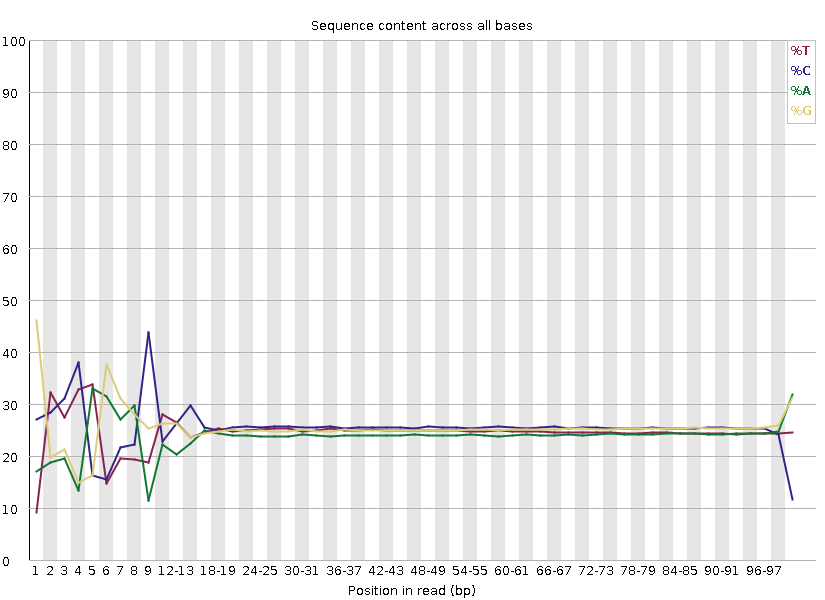 Sequence content across all bases
100
90
80
70
60
50
40
30
20
10
0
%T
%C
%A
%G
1 2 3 4 5 6 7 8 9 12-13 18-19 24-25 30-31 36-37 42-43 48-49 54-55 60-61 66-67 72-73 78-79 84-85 90-91 96-97
Position in read (bp)